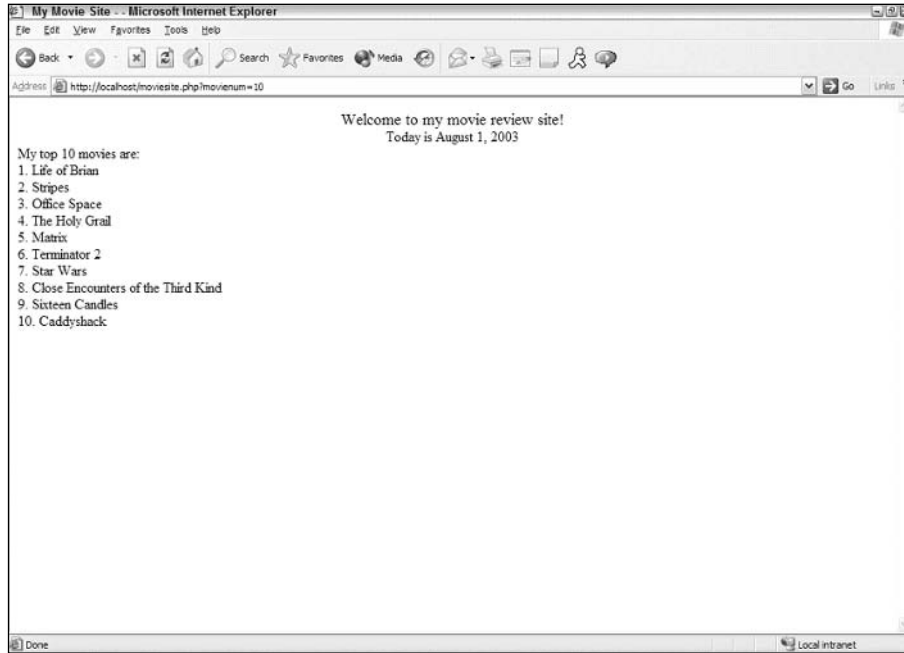 My Movie Site - - Microsoft Internet Explorer
File Edit View Favorites Tools Help
Back Search Favorites Media
Address http://localhost/moviesite.php?movienum=10 Go Links
Welcome to my movie review site!
Today is August 1, 2003
My top 10 movies are:
1. Life of Brian
2. Stripes
3. Office Space
4. The Holy Grail
5. Matrix
6. Terminator 2
7. Star Wars
8. Close Encounters of the Third Kind
9. Sixteen Candles
10. Caddyshack
Done Local intranet